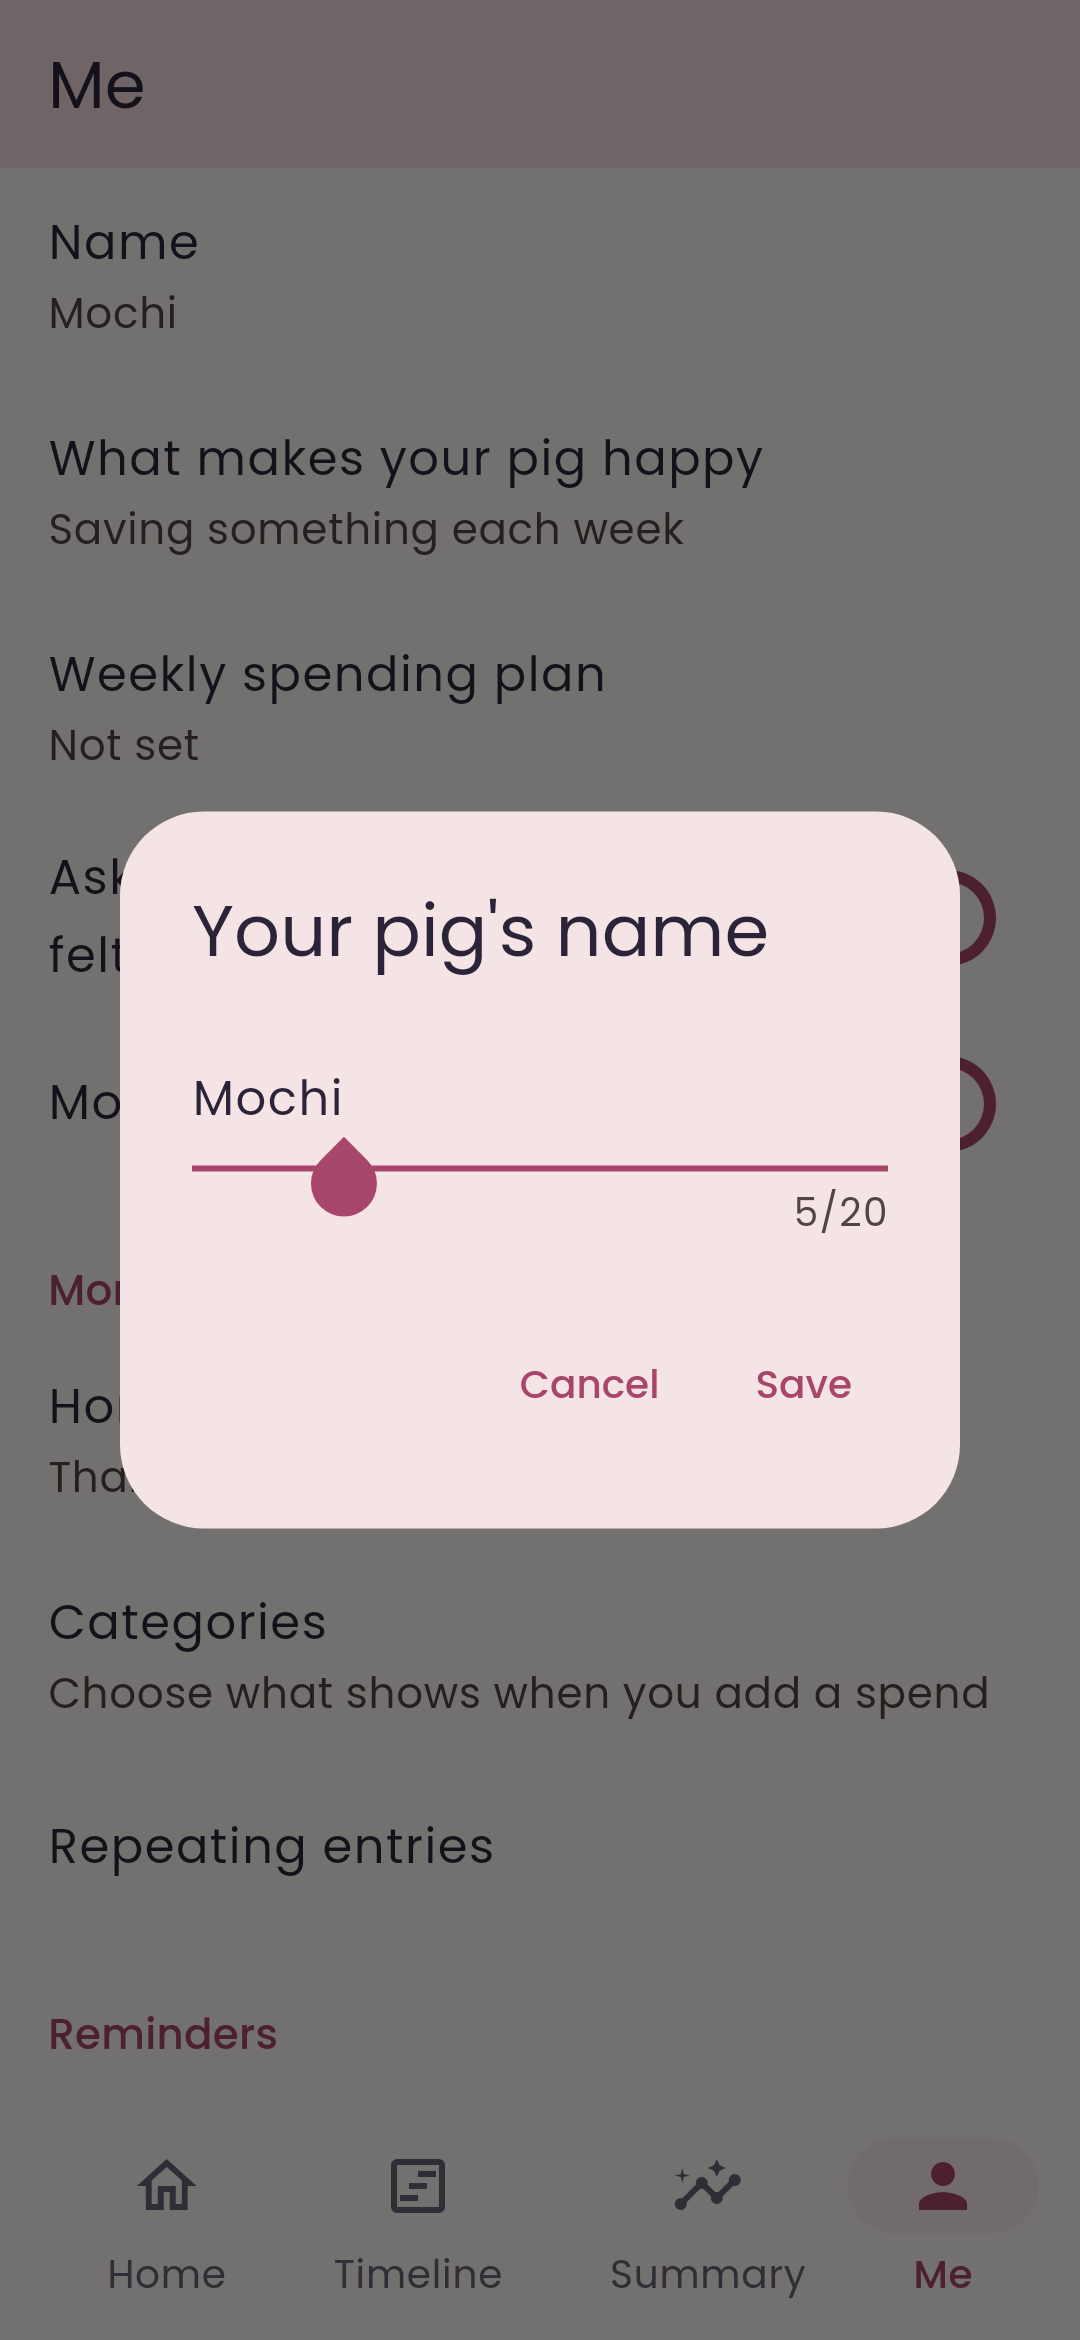 Me
Name
Mochi
What makes your pig happy
Saving something each week
Weekly spending plan
Not set
Your pig's name
Mochi
5/20
Cancel Save
Categories
Choose what shows when you add a spend
Repeating entries
Reminders
Home Timeline Summary Me